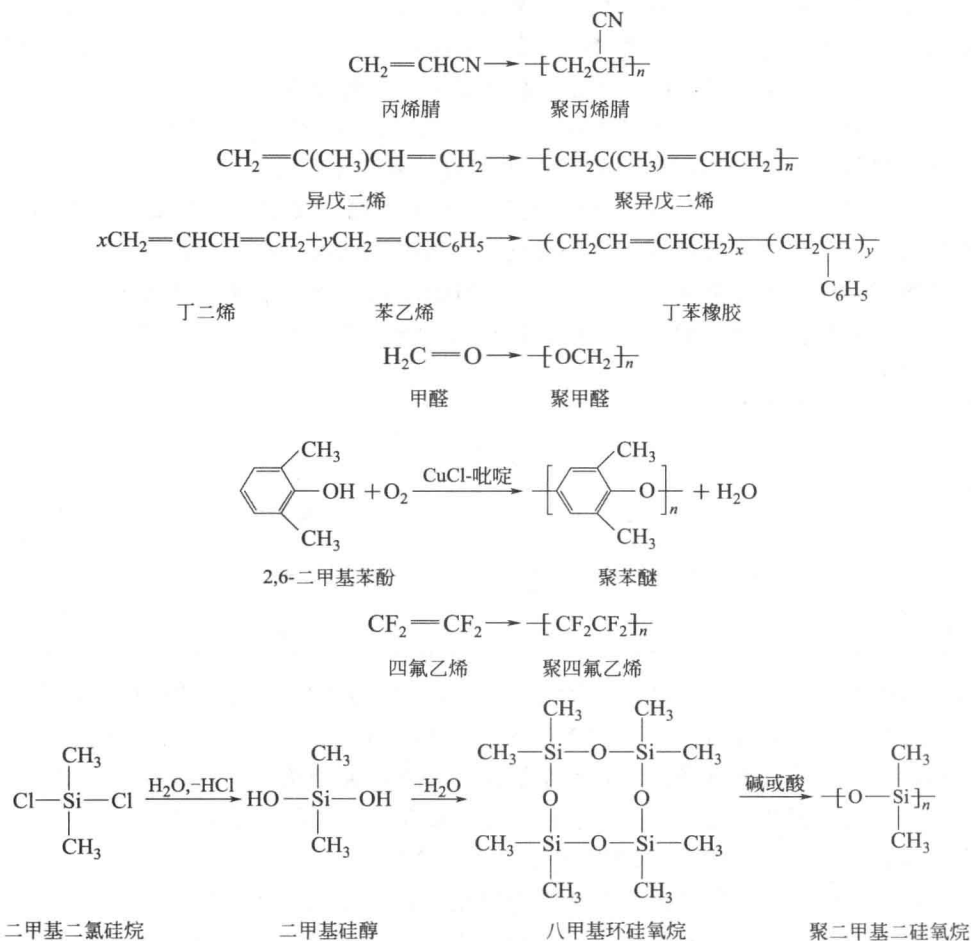 CN
CH₂=CHCN→-[CH₂CH]ₙ-
丙烯腈 聚丙烯腈
CH₂=C(CH₃)CH=CH₂→-[CH₂C(CH₃)=CHCH₂]ₙ-
异戊二烯 聚异戊二烯
xCH₂=CHCH=CH₂+yCH₂=CHC₆H₅→-(CH₂CH=CHCH₂)ₓ-(CH₂CH)ᵧ-
C₆H₅
丁二烯 苯乙烯 丁苯橡胶
H₂C=O→-[OCH₂]ₙ-
甲醛 聚甲醛
CH₃ CH₃
-OH+O₂ CuCl-吡啶→ -[-O-]ₙ-+H₂O
CH₃ CH₃
2,6-二甲基苯酚 聚苯醚
CF₂=CF₂→-[CF₂CF₂]ₙ-
四氟乙烯 聚四氟乙烯
CH₃ CH₃
CH₃ CH₃ CH₃-Si-O-Si-CH₃ CH₃
Cl-Si-Cl H₂O,-HCl→ HO-Si-OH -H₂O→ O O 碱或酸→ -[O-Si]ₙ-
CH₃ CH₃ CH₃-Si-O-Si-CH₃ CH₃
CH₃ CH₃
二甲基二氯硅烷 二甲基硅醇 八甲基环硅氧烷 聚二甲基二硅氧烷